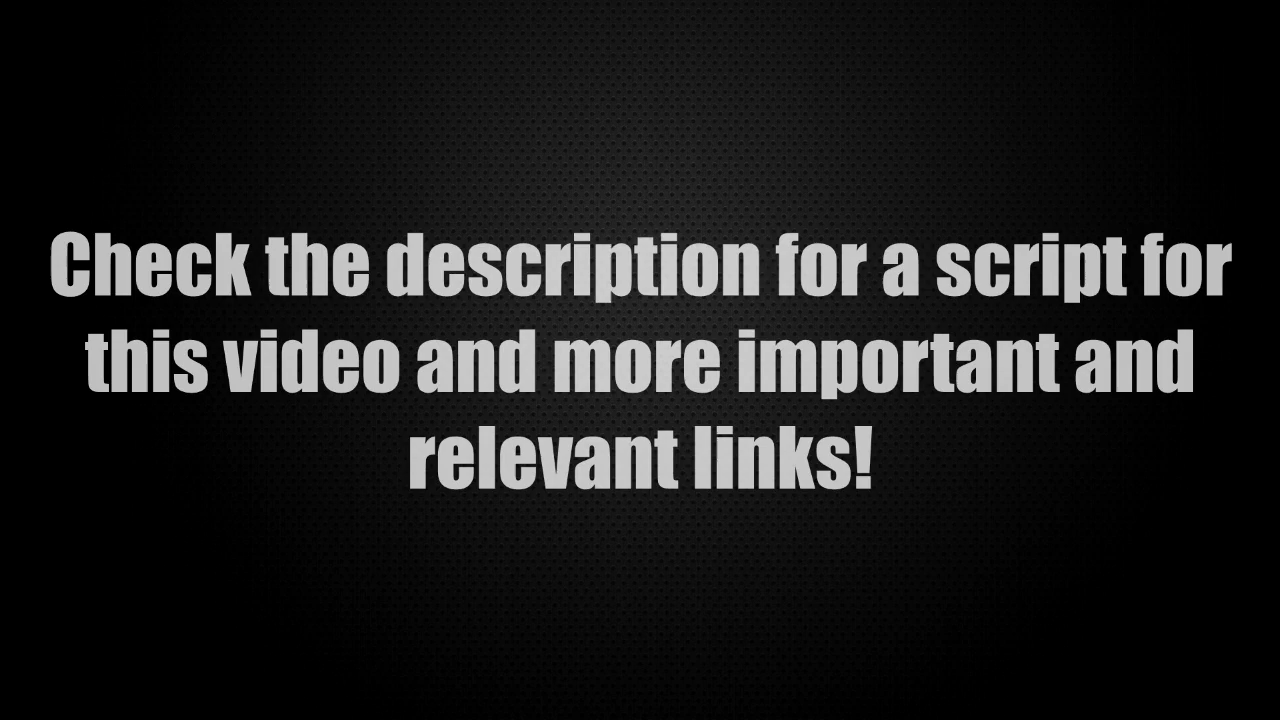 Check the description for a script for
this video and more important and
relevant links!